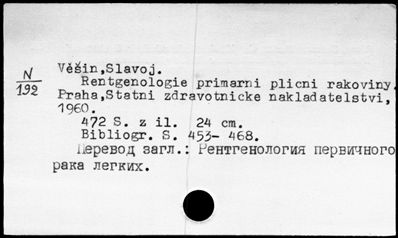 Věšin,Slavoj.
N
192
Rentgenologie primarni plicni rakoviny.
Praha,Statni zdravotnicke nakladatelstvi,
1960.
472 S. z il. 24 cm.
Bibliogr. S. 453- 468.
Перевод загл.: Рентгенология первичного
рака легких.